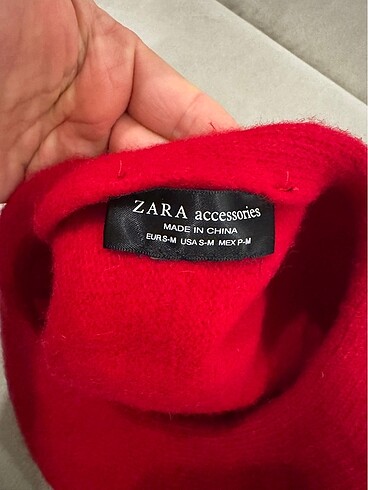 ZARA accessories
MADE IN CHINA
EUR S-M USA S-M MEX P-M